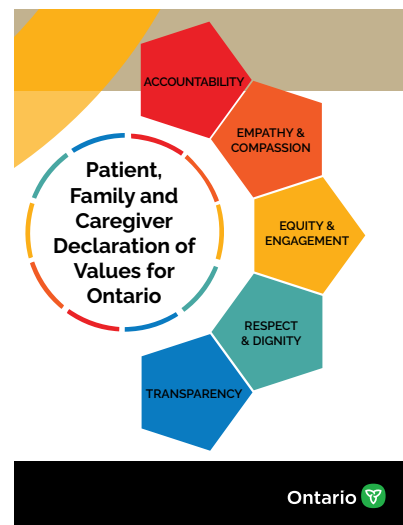 ACCOUNTABILITY
EMPATHY &
COMPASSION
Patient,
Family and
Caregiver
Declaration of
Values for
Ontario
EQUITY &
ENGAGEMENT
RESPECT
& DIGNITY
TRANSPARENCY
Ontario